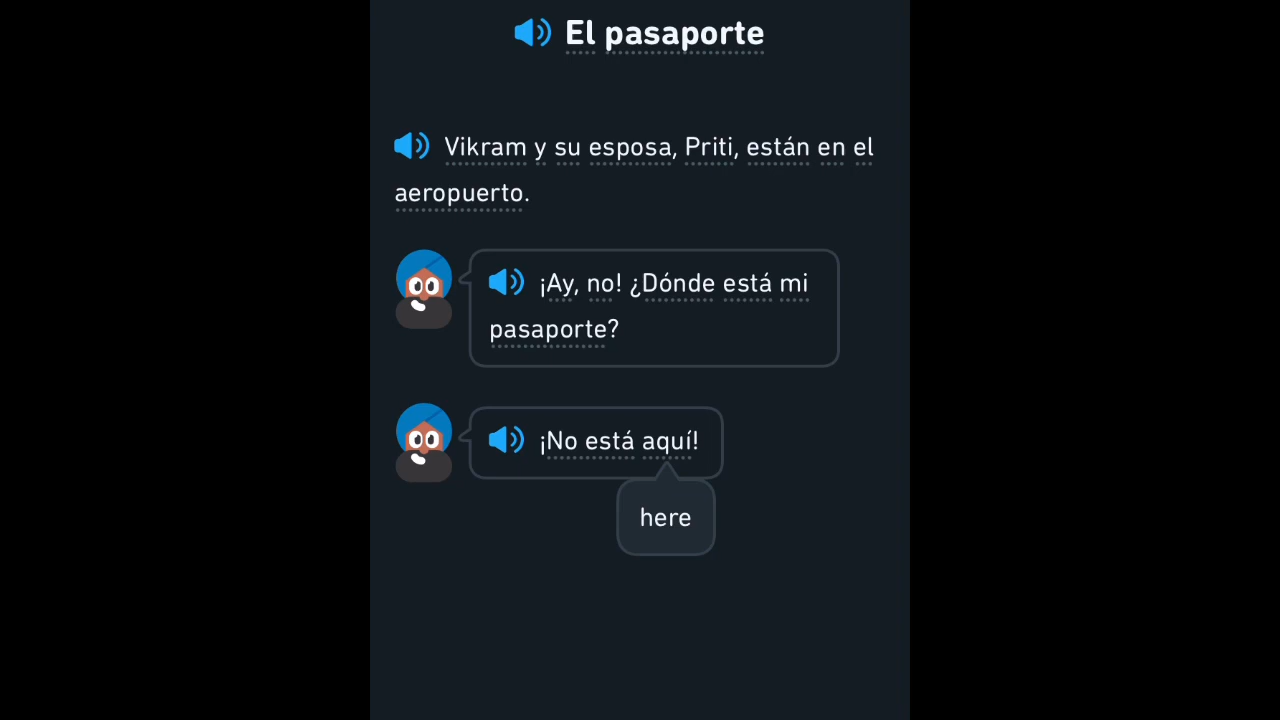 El pasaporte
Vikram y su esposa, Priti, están en el
aeropuerto.
¡Ay, no! ¿Dónde está mi
pasaporte?
¡No está aquí!
here